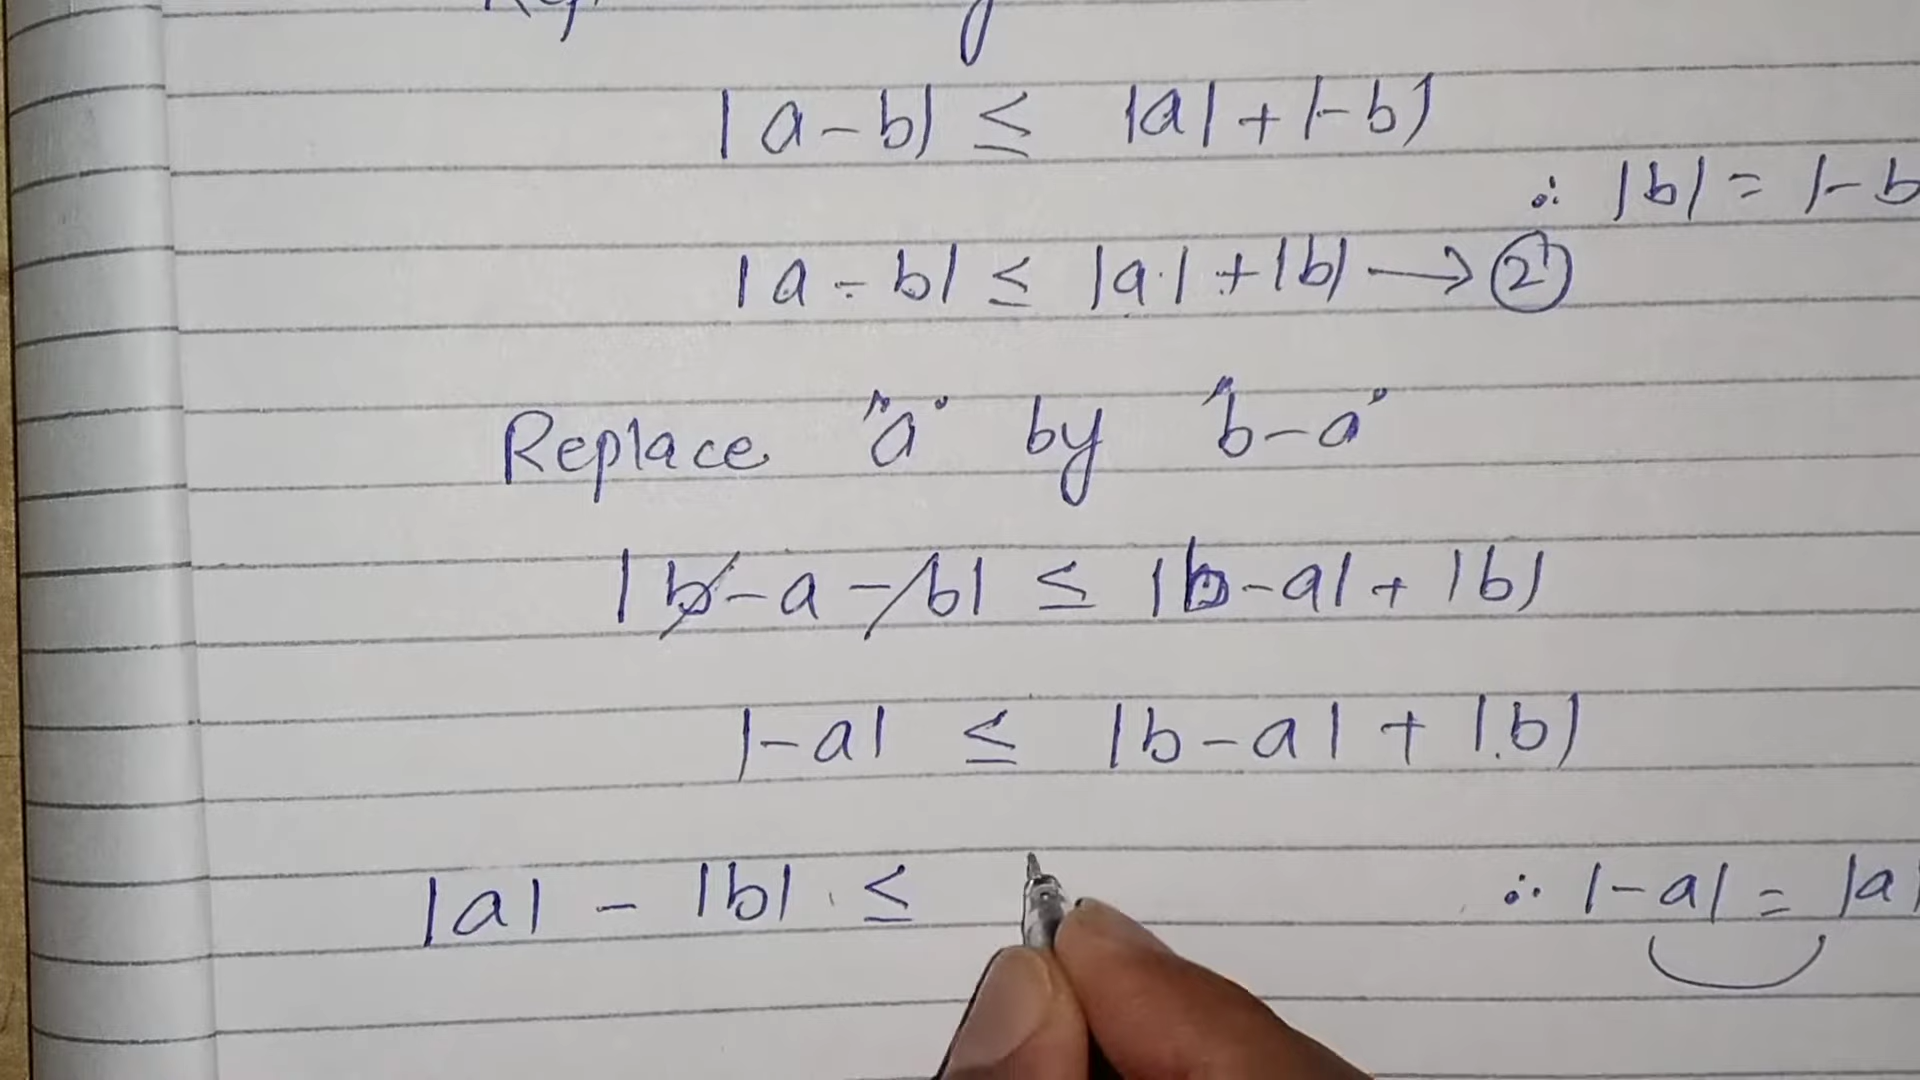 |a-b| ≤ |a|+|-b|
∴ |b| = |-b
|a-b| ≤ |a|+|b| → 2
Replace "a" by "b-a"
|b-a-b| ≤ |b-a|+|b|
|-a| ≤ |b-a|+|b|
|a| - |b| ≤
∴ |-a| = |a|